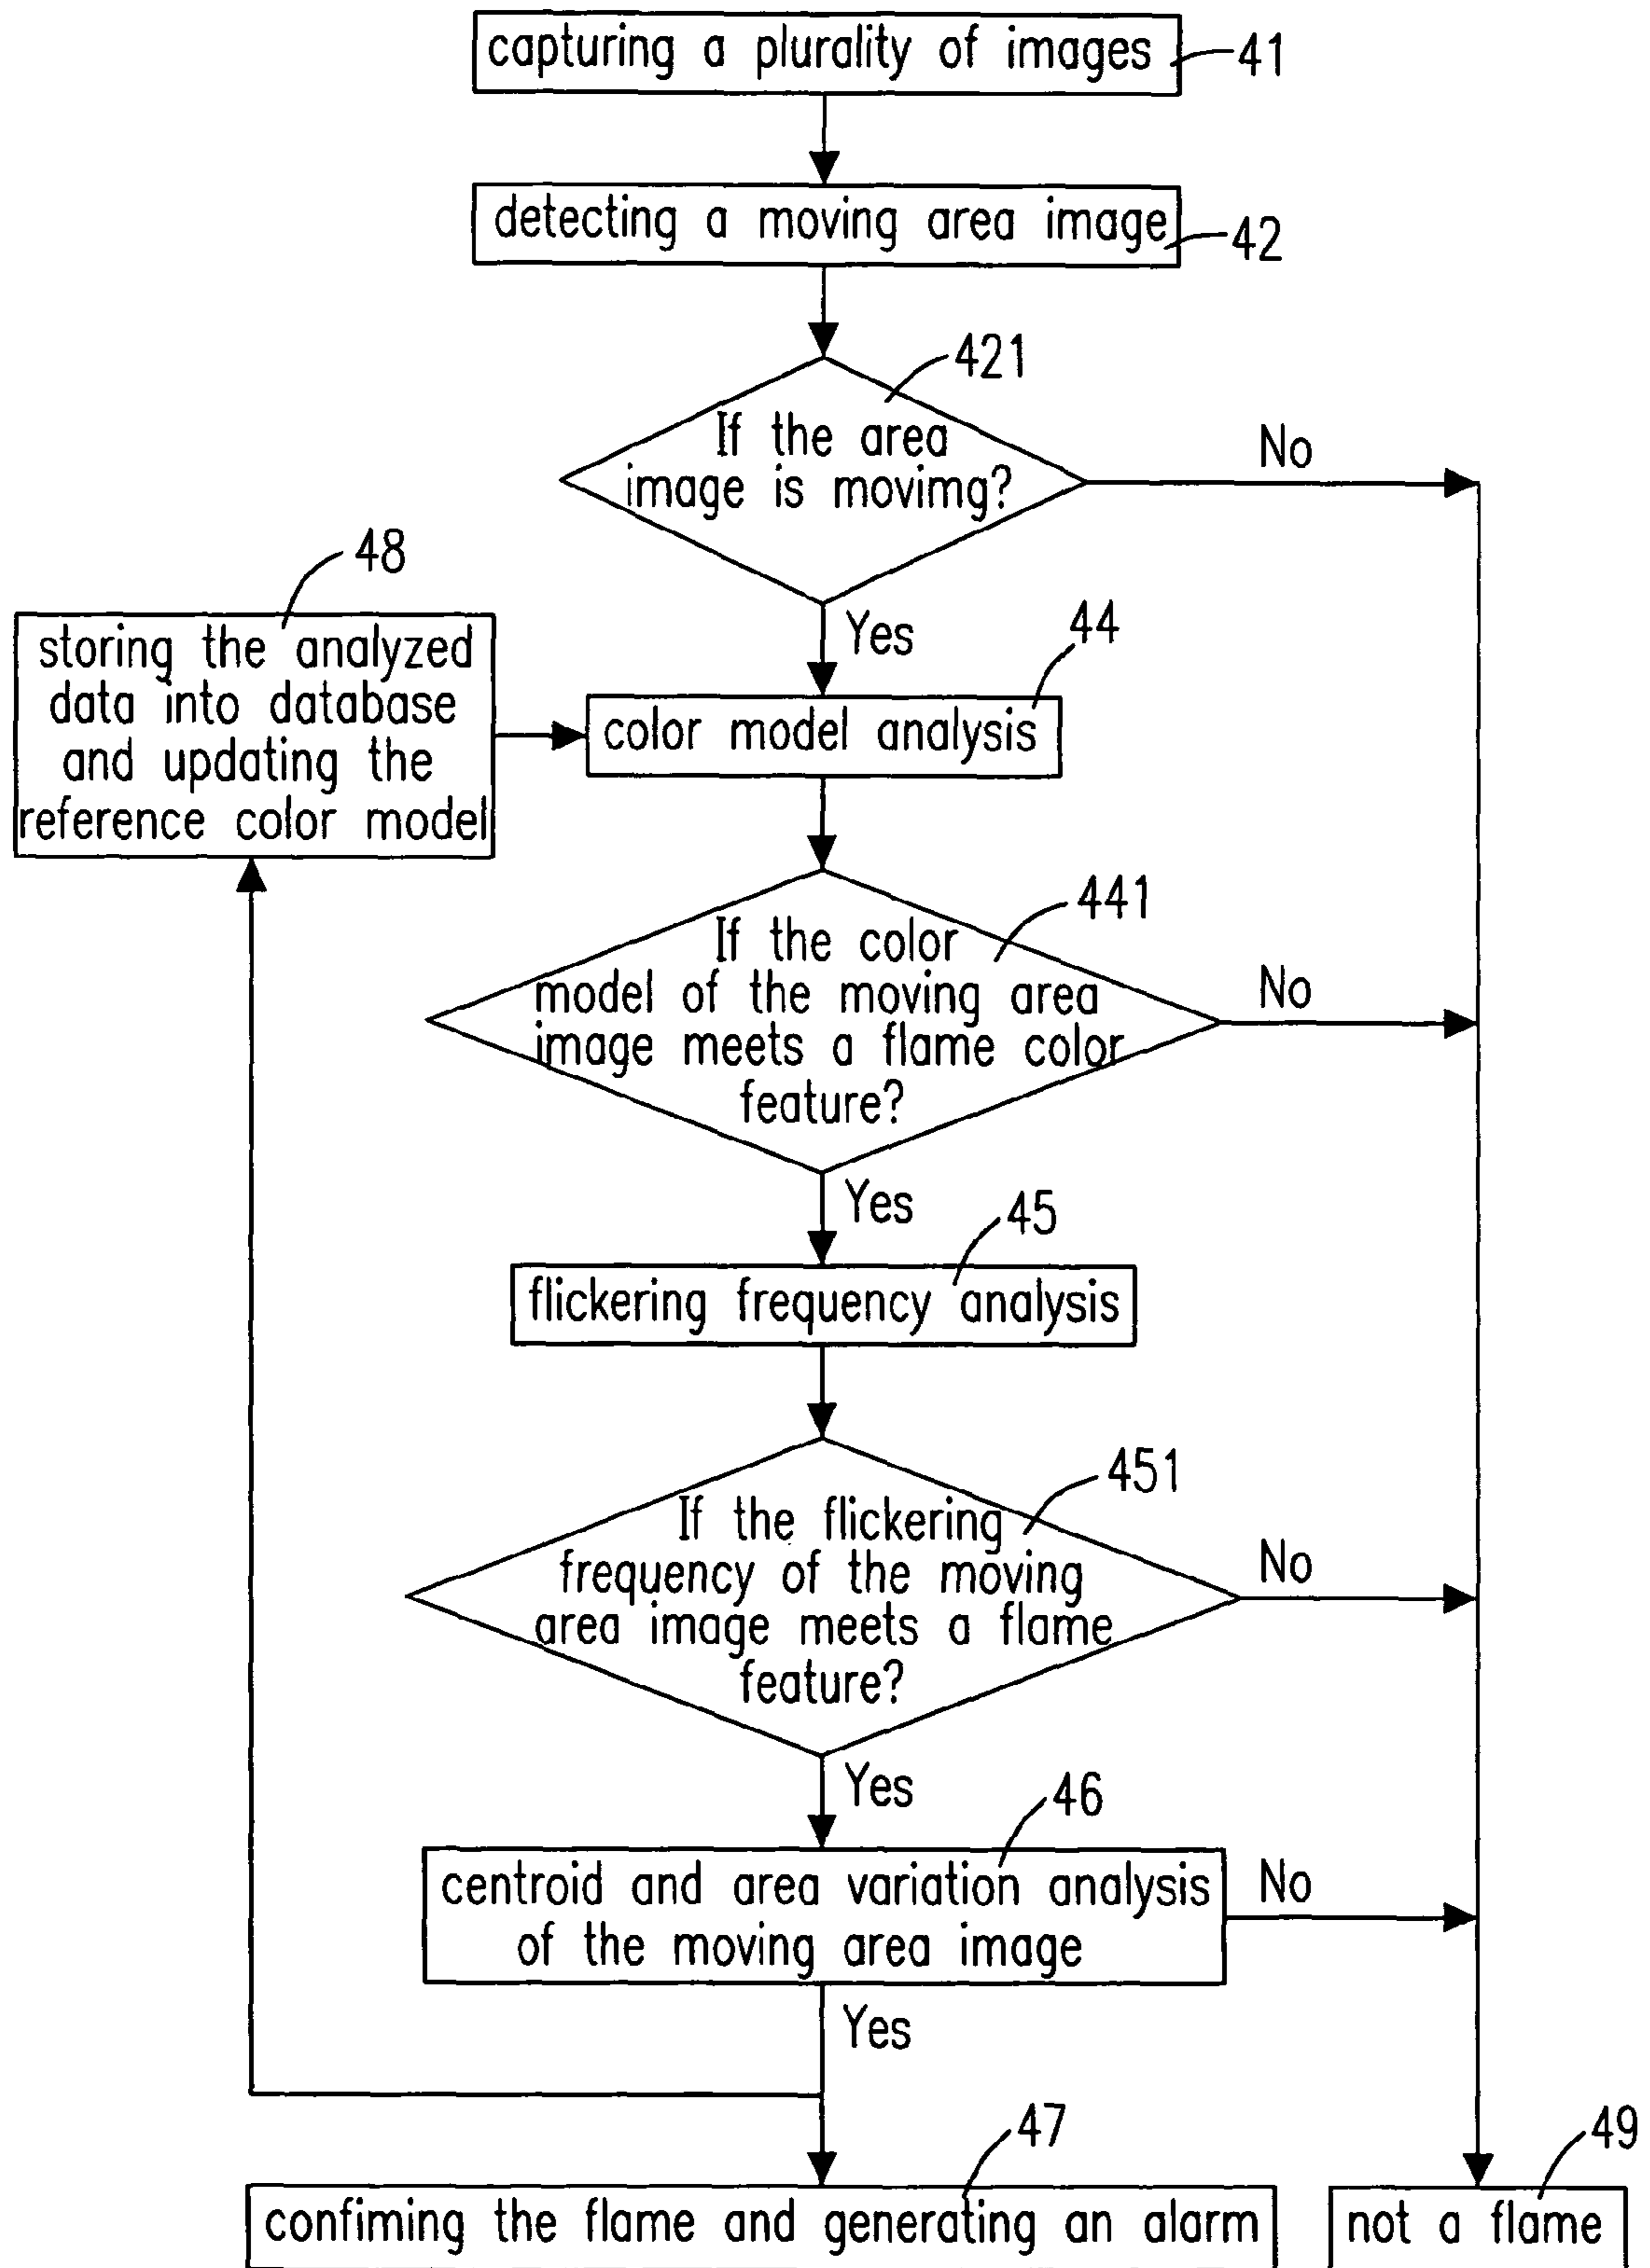 capturing a plurality of images
41
detecting a moving area image
42
421
If the area
image is movimg?
No
48
storing the analyzed
data into database
and updating the
reference color model
Yes
44
color model analysis
441
If the color
model of the moving area
image meets a flame color
feature?
No
Yes
45
flickering frequency analysis
451
If the flickering
frequency of the moving
area image meets a flame
feature?
No
Yes
46
centroid and area variation analysis
of the moving area image
No
Yes
47
confiming the flame and generating an alarm
49
not a flame